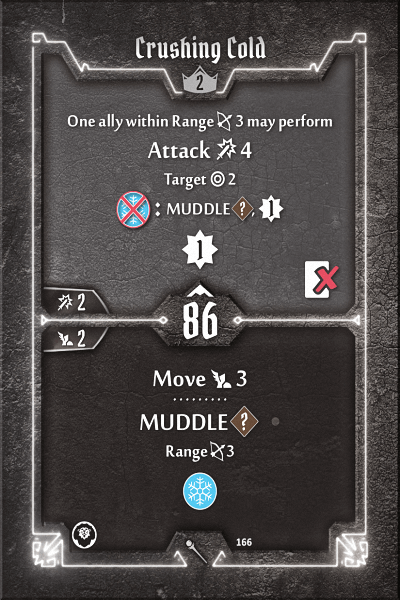 Crushing Cold
2
One ally within Range 3 may perform
Attack 4
Target 2
: MUDDLE ?, 1
1
2
86
2
Move 3
MUDDLE ?
Range 3
166